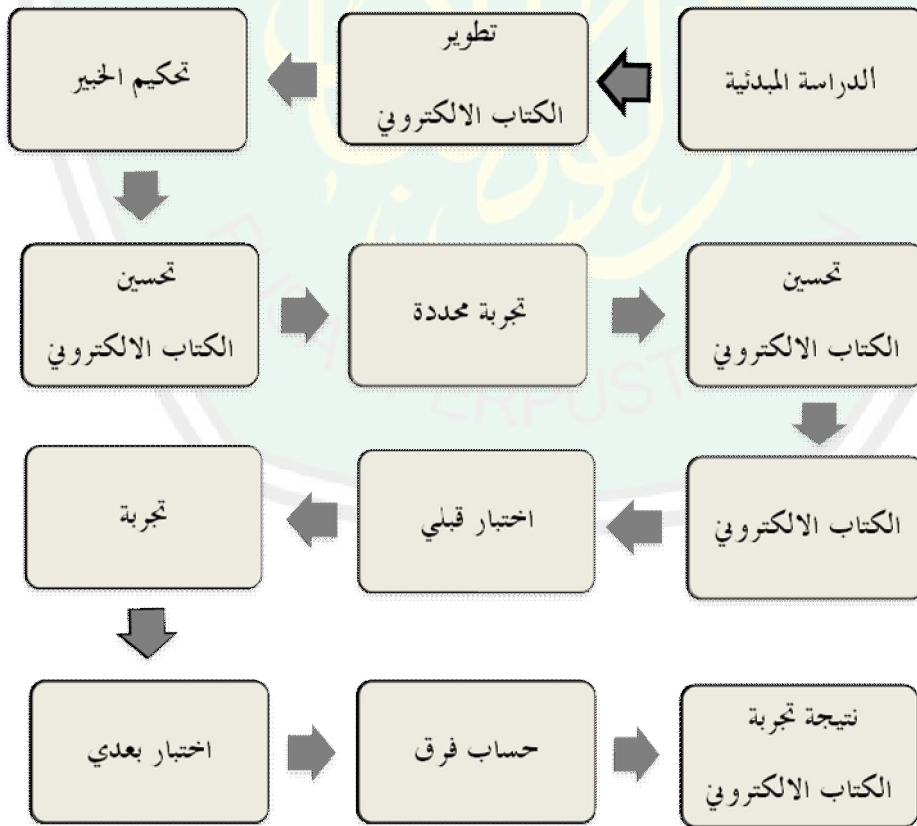 الدراسة المبدئية
تطوير
الكتاب الالكتروني
تحكيم الخبير
تحسين
الكتاب الالكتروني
تجربة محددة
تحسين
الكتاب الالكتروني
الكتاب الالكتروني
اختبار قبلي
تجربة
اختبار بعدي
حساب فرق
نتيجة تجربة
الكتاب الالكتروني